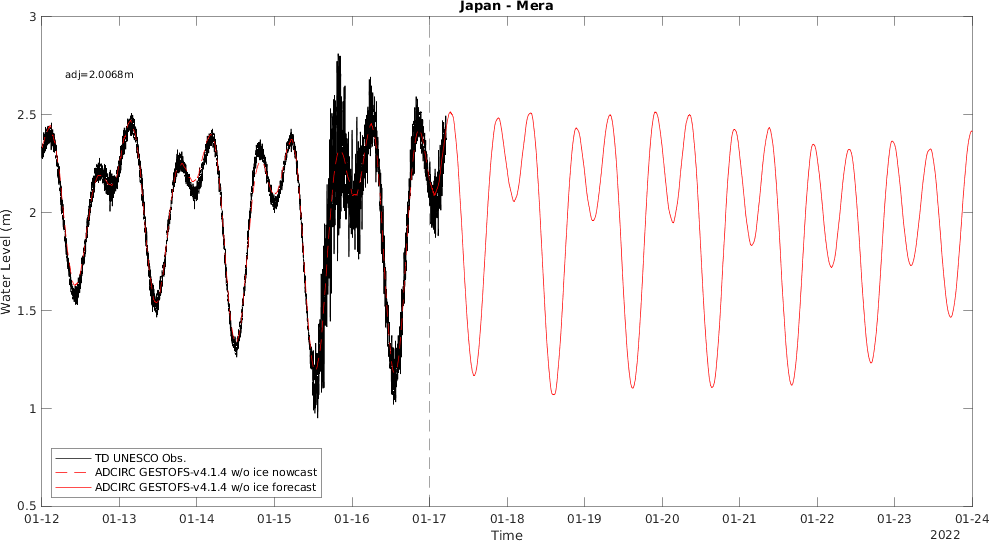 Japan - Mera
adj=2.0068m
3
2.5
2
1.5
1
0.5
Water Level (m)
TD UNESCO Obs.
ADCIRC GESTOFS-v4.1.4 w/o ice nowcast
ADCIRC GESTOFS-v4.1.4 w/o ice forecast
01-12 01-13 01-14 01-15 01-16 01-17 01-18 01-19 01-20 01-21 01-22 01-23 01-24
Time
2022